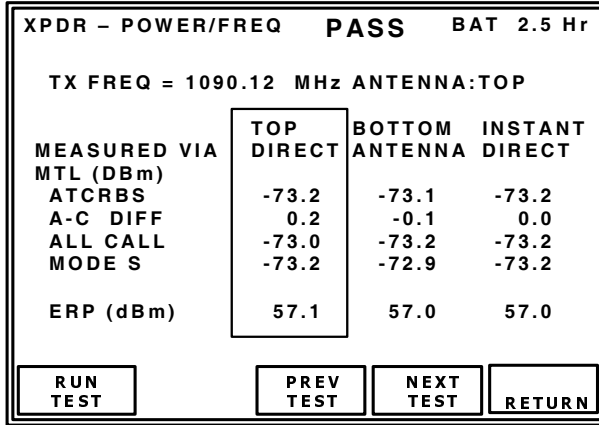 XPDR – POWER/FREQ PASS BAT 2.5 Hr
TX FREQ = 1090.12 MHz ANTENNA:TOP
TOP BOTTOM INSTANT
MEASURED VIA DIRECT ANTENNA DIRECT
MTL (DBm)
ATCRBS -73.2 -73.1 -73.2
A-C DIFF 0.2 -0.1 0.0
ALL CALL -73.0 -73.2 -73.2
MODE S -73.2 -72.9 -73.2
ERP (dBm) 57.1 57.0 57.0
RUN PREV NEXT
TEST TEST TEST RETURN